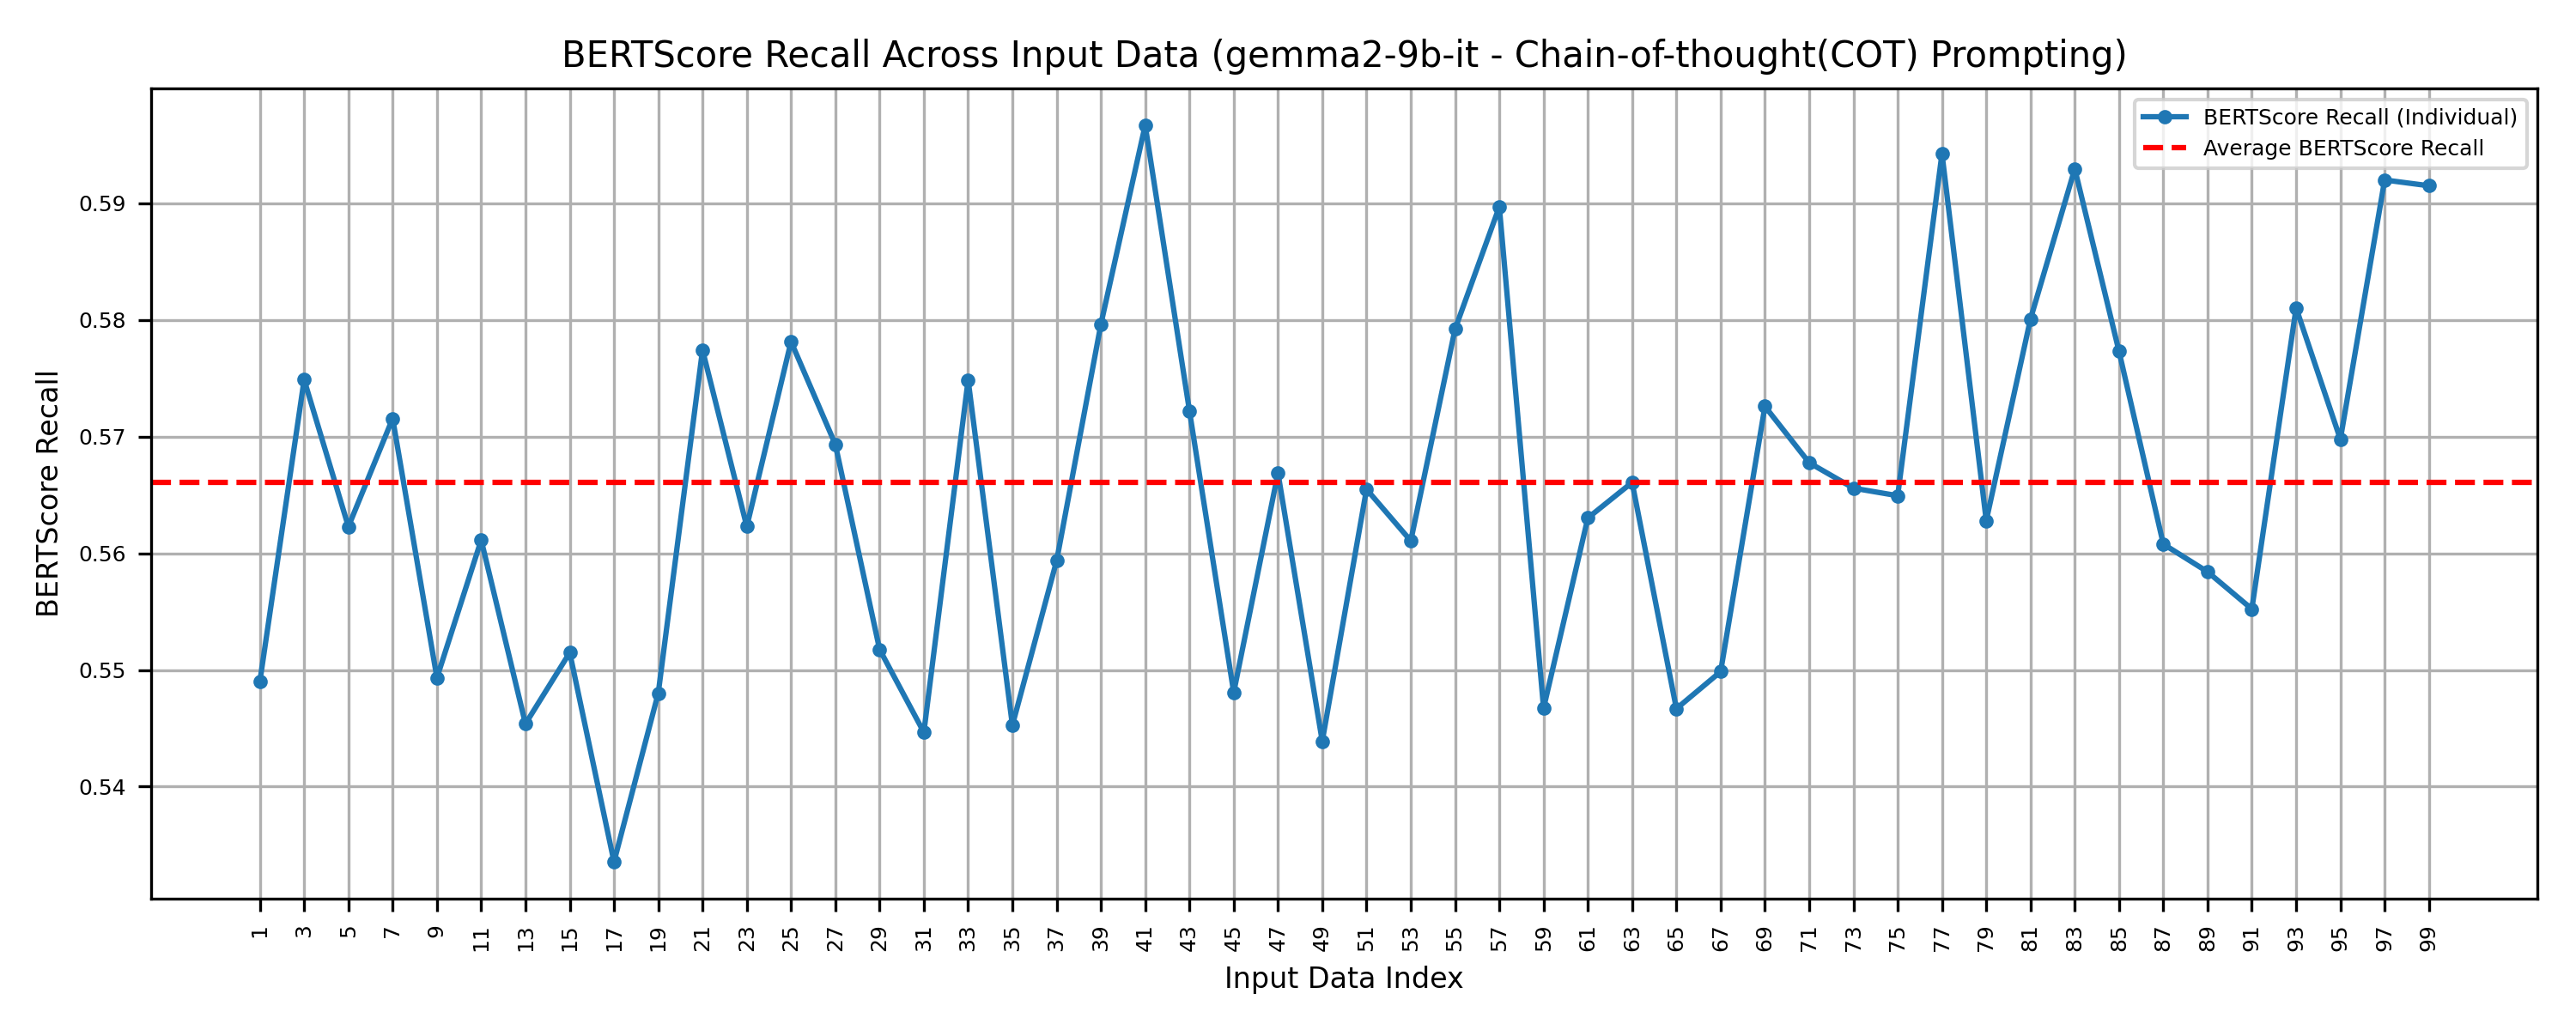 BERTScore Recall Across Input Data (gemma2-9b-it - Chain-of-thought(COT) Prompting)
BERTScore Recall (Individual)
Average BERTScore Recall
BERTScore Recall
0.59
0.58
0.57
0.56
0.55
0.54
1 3 5 7 9 11 13 15 17 19 21 23 25 27 29 31 33 35 37 39 41 43 45 47 49 51 53 55 57 59 61 63 65 67 69 71 73 75 77 79 81 83 85 87 89 91 93 95 97 99
Input Data Index